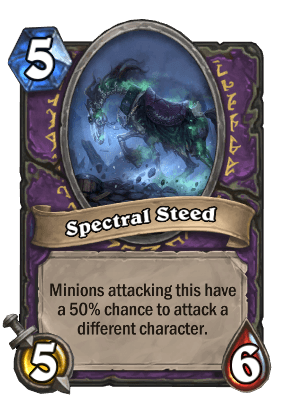 5
Spectral Steed
Minions attacking this have
a 50% chance to attack a
different character.
5
6